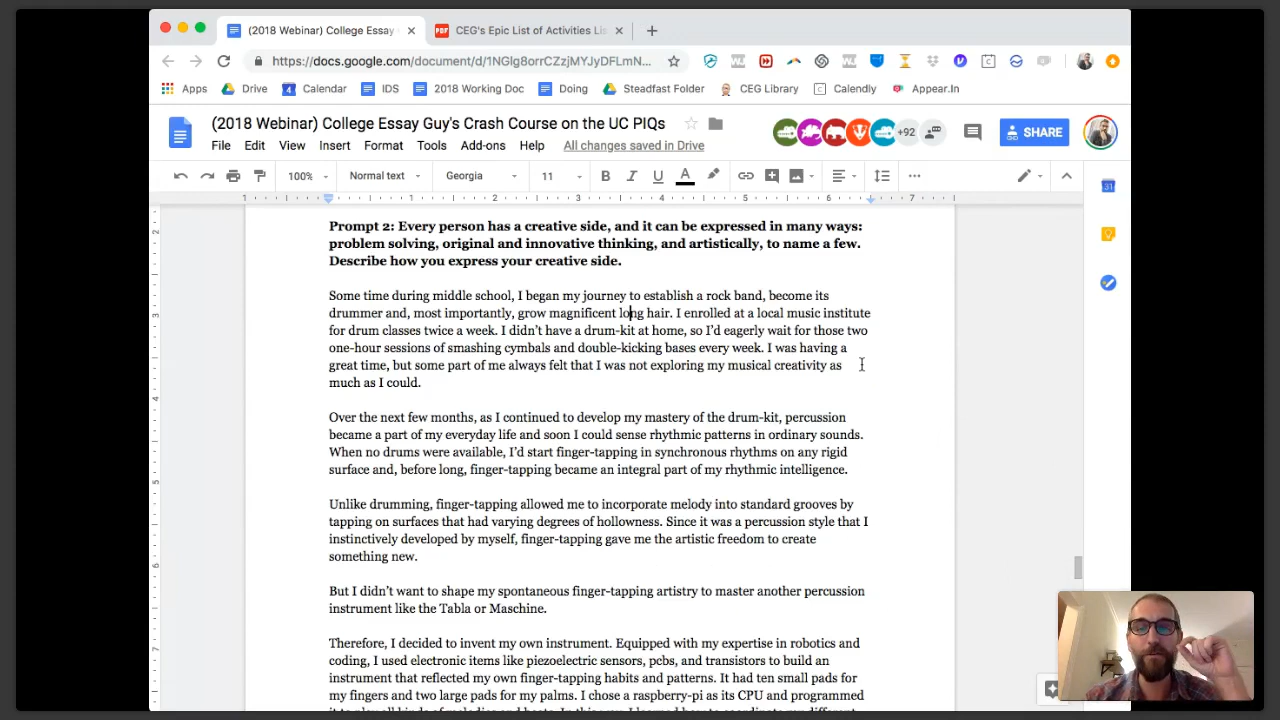 (2018 Webinar) College Essay
CEG's Epic List of Activities Lis
https://docs.google.com/document/d/1NGlg8orrCZzjMYJyDFLmN...
Apps Drive Calendar IDS 2018 Working Doc Doing Steadfast Folder CEG Library Calendly Appear.In
(2018 Webinar) College Essay Guy's Crash Course on the UC PIQs
+92
SHARE
File Edit View Insert Format Tools Add-ons Help All changes saved in Drive
100% Normal text Georgia 11
1 1 2 3 4 5 6 7
Prompt 2: Every person has a creative side, and it can be expressed in many ways:
problem solving, original and innovative thinking, and artistically, to name a few.
Describe how you express your creative side.
Some time during middle school, I began my journey to establish a rock band, become its
drummer and, most importantly, grow magnificent long hair. I enrolled at a local music institute
for drum classes twice a week. I didn't have a drum-kit at home, so I'd eagerly wait for those two
one-hour sessions of smashing cymbals and double-kicking bases every week. I was having a
great time, but some part of me always felt that I was not exploring my musical creativity as
much as I could.
Over the next few months, as I continued to develop my mastery of the drum-kit, percussion
became a part of my everyday life and soon I could sense rhythmic patterns in ordinary sounds.
When no drums were available, I'd start finger-tapping in synchronous rhythms on any rigid
surface and, before long, finger-tapping became an integral part of my rhythmic intelligence.
Unlike drumming, finger-tapping allowed me to incorporate melody into standard grooves by
tapping on surfaces that had varying degrees of hollowness. Since it was a percussion style that I
instinctively developed by myself, finger-tapping gave me the artistic freedom to create
something new.
But I didn't want to shape my spontaneous finger-tapping artistry to master another percussion
instrument like the Tabla or Maschine.
Therefore, I decided to invent my own instrument. Equipped with my expertise in robotics and
coding, I used electronic items like piezoelectric sensors, pcbs, and transistors to build an
instrument that reflected my own finger-tapping habits and patterns. It had ten small pads for
my fingers and two large pads for my palms. I chose a raspberry-pi as its CPU and programmed